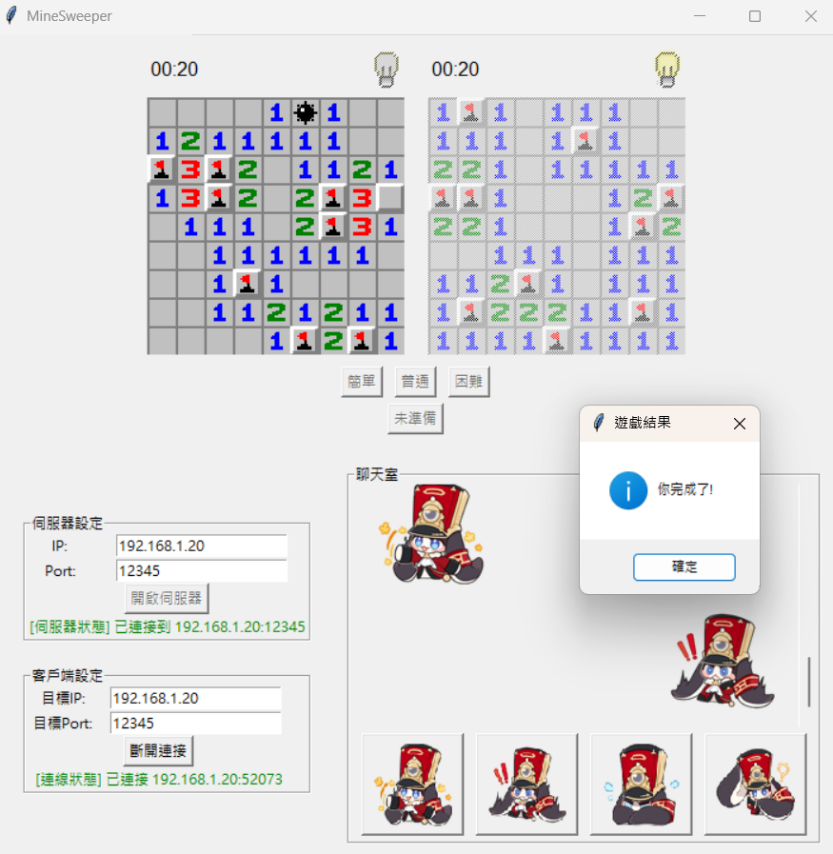 MineSweeper
00:20
1 1
1 2 1 1 1 1 1
3 2 1 1 2 1
1 3 2 2 3
1 1 1 2 3 1
1 1 1 1 1 1
1 1
1 1 2 1 2 1 1
1 2 1
00:20
1 1 1 1 1
1 1 1 1 1
2 2 1 1 1 1 1 1
1 1 2
2 2 1 1 2
1 1 1 1 1 1
1 1 2 1 1 1 1
1 2 2 2 1 1
1 1 1 1 1 1 1 1
簡單 普通 困難
未準備
遊戲結果
你完成了!
確定
伺服器設定
IP: 192.168.1.20
Port: 12345
開啟伺服器
[伺服器狀態] 已連接到 192.168.1.20:12345
客戶端設定
目標IP: 192.168.1.20
目標Port: 12345
斷開連接
[連線狀態] 已連接 192.168.1.20:52073
聊天室